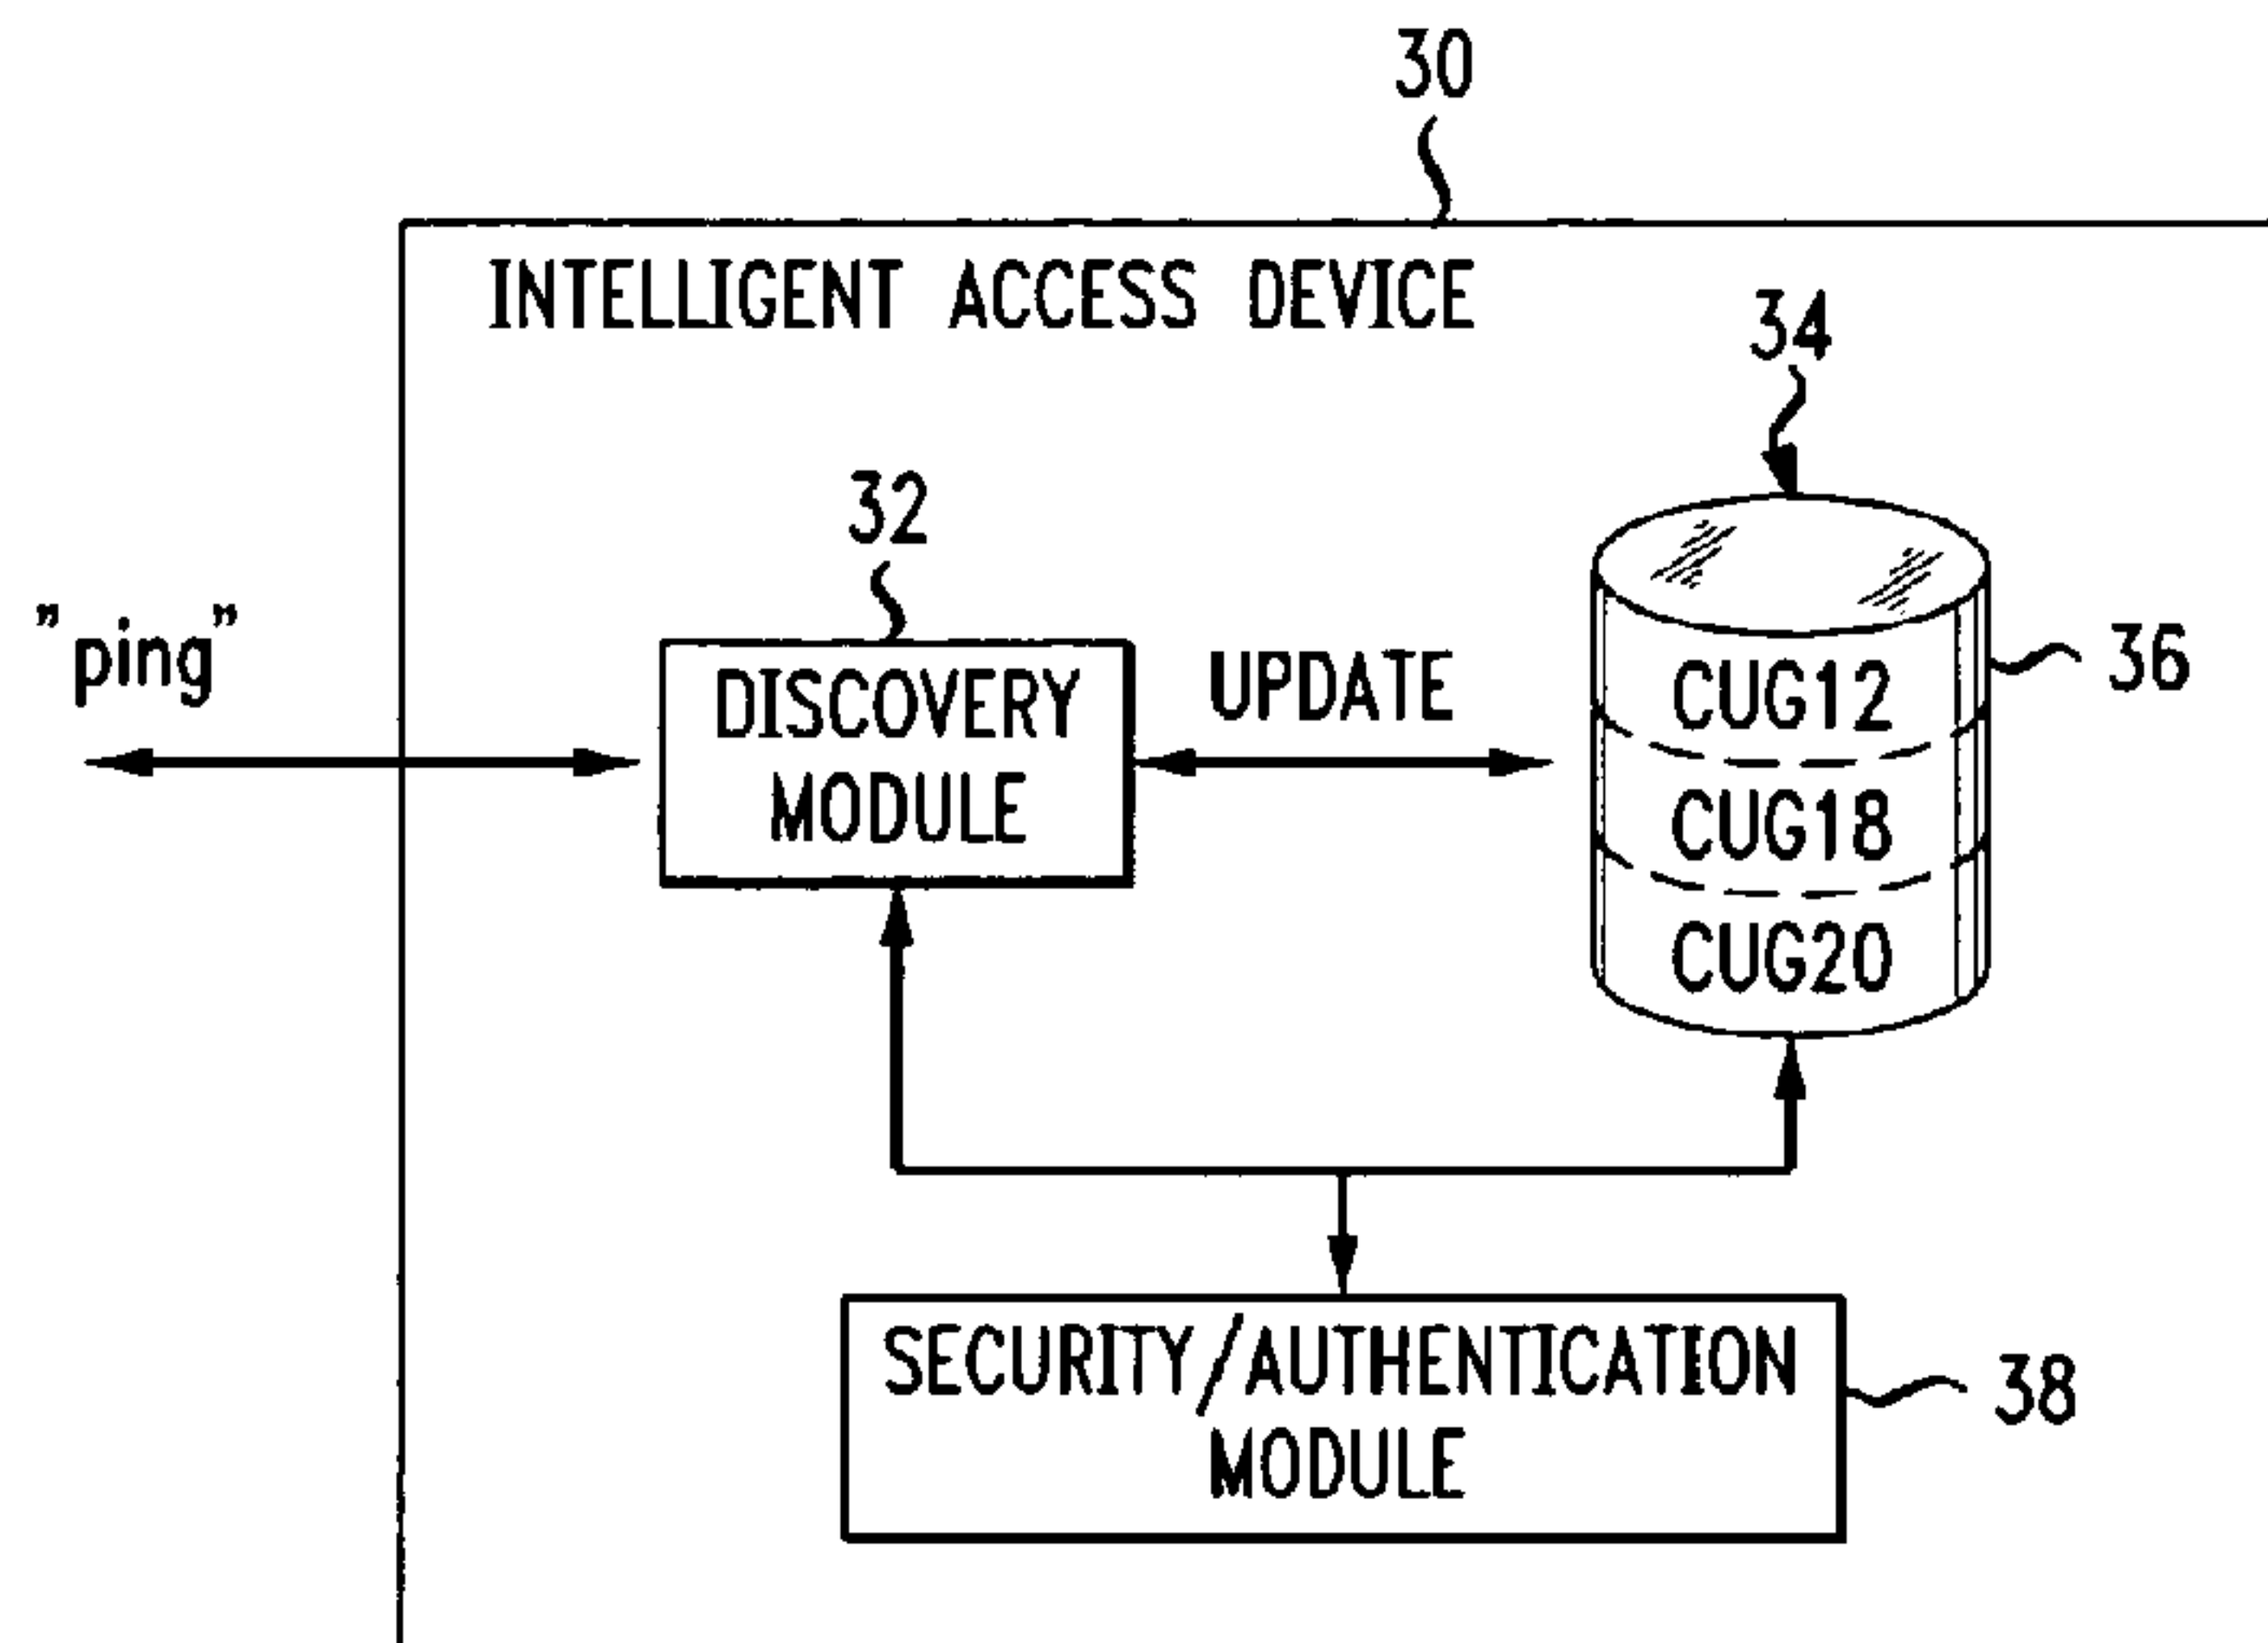 30
INTELLIGENT ACCESS DEVICE
34
32
"ping"
DISCOVERY
MODULE
UPDATE
36
CUG12
CUG18
CUG20
SECURITY/AUTHENTICATION
MODULE
38